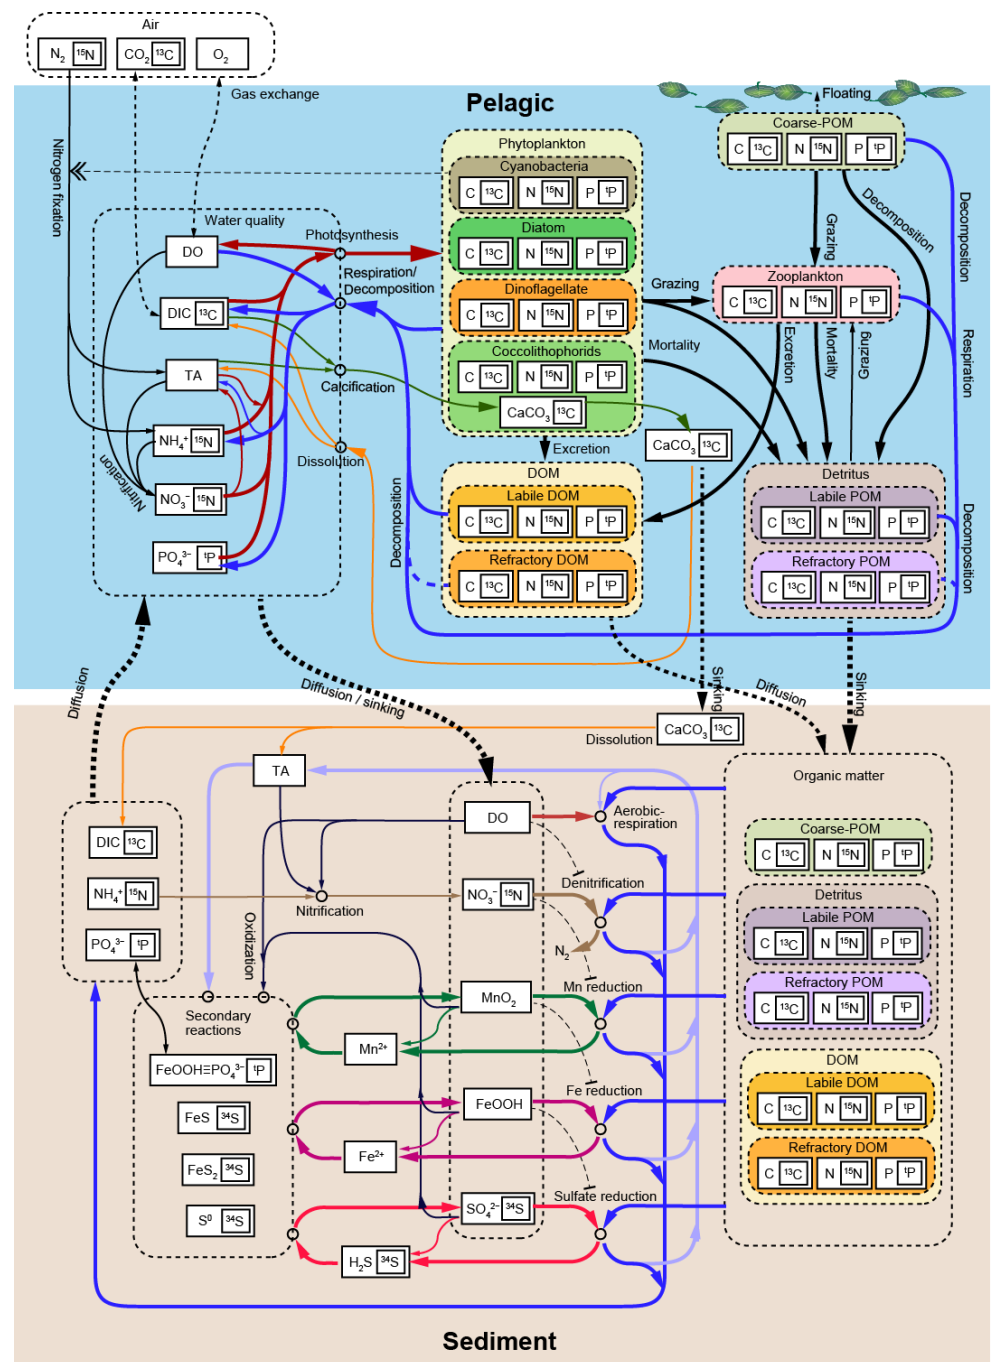 Air
N₂ ¹⁵N
CO₂ ¹³C
O₂
Gas exchange
Pelagic
Floating
Nitrogen fixation
Phytoplankton
Cyanobacteria
C ¹³C N ¹⁵N P ᵗP
Diatom
C ¹³C N ¹⁵N P ᵗP
Dinoflagellate
C ¹³C N ¹⁵N P ᵗP
Coccolithophorids
C ¹³C N ¹⁵N P ᵗP
CaCO₃ ¹³C
Coarse-POM
C ¹³C N ¹⁵N P ᵗP
Grazing
Decomposition
Decomposition
Zooplankton
C ¹³C N ¹⁵N P ᵗP
Water quality
DO
DIC ¹³C
TA
NH₄⁺ ¹⁵N
NO₃⁻ ¹⁵N
PO₄³⁻ ᵗP
Nitrification
Photosynthesis
Respiration/
Decomposition
Calcification
Dissolution
Grazing
Mortality
Excretion
Mortality
Grazing
Respiration
Excretion
CaCO₃ ¹³C
DOM
Labile DOM
C ¹³C N ¹⁵N P ᵗP
Refractory DOM
C ¹³C N ¹⁵N P ᵗP
Decomposition
Detritus
Labile POM
C ¹³C N ¹⁵N P ᵗP
Refractory POM
C ¹³C N ¹⁵N P ᵗP
Decomposition
Diffusion
Diffusion / sinking
Sinking
Diffusion
Sinking
CaCO₃ ¹³C
Dissolution
TA
DIC ¹³C
NH₄⁺ ¹⁵N
PO₄³⁻ ᵗP
Nitrification
Oxidization
DO
NO₃⁻ ¹⁵N
MnO₂
FeOOH
SO₄²⁻ ³⁴S
Aerobic-
respiration
Denitrification
N₂
Mn reduction
Fe reduction
Sulfate reduction
Mn²⁺
Fe²⁺
H₂S ³⁴S
Secondary
reactions
FeOOH≡PO₄³⁻ ᵗP
FeS ³⁴S
FeS₂ ³⁴S
S⁰ ³⁴S
Organic matter
Coarse-POM
C ¹³C N ¹⁵N P ᵗP
Detritus
Labile POM
C ¹³C N ¹⁵N P ᵗP
Refractory POM
C ¹³C N ¹⁵N P ᵗP
DOM
Labile DOM
C ¹³C N ¹⁵N P ᵗP
Refractory DOM
C ¹³C N ¹⁵N P ᵗP
Sediment